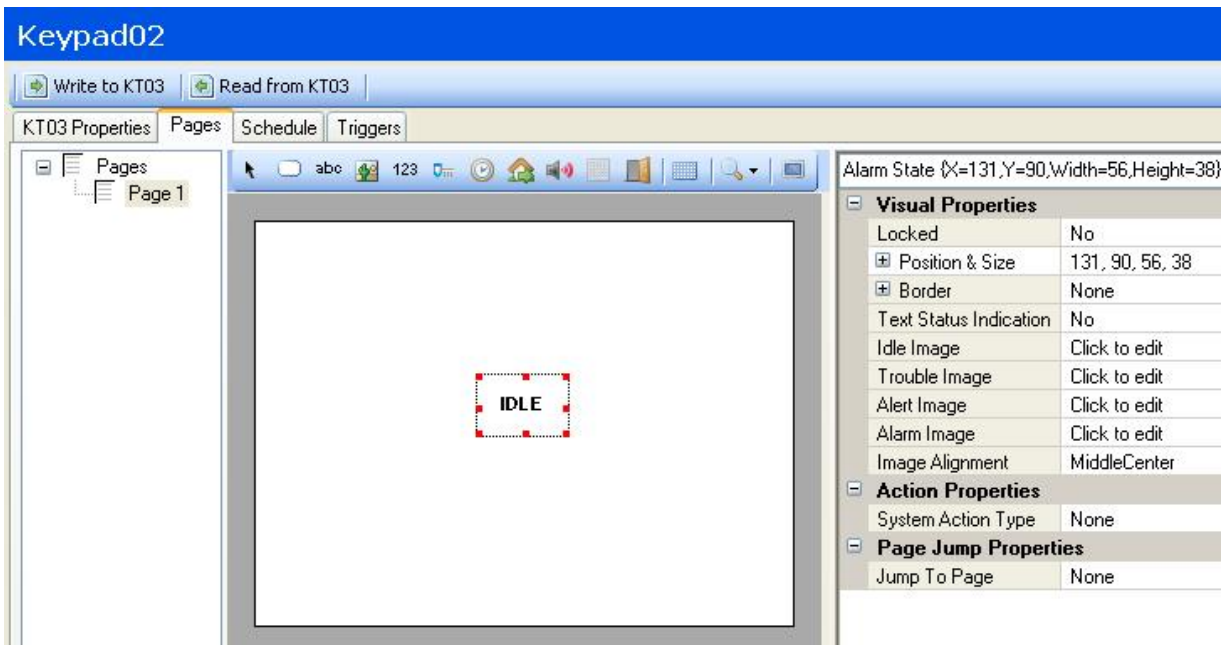 Keypad02
Write to KT03 Read from KT03
KT03 Properties Pages Schedule Triggers
Pages
Page 1
abc 123
IDLE
Alarm State {X=131,Y=90,Width=56,Height=38}
Visual Properties
Locked No
Position & Size 131, 90, 56, 38
Border None
Text Status Indication No
Idle Image Click to edit
Trouble Image Click to edit
Alert Image Click to edit
Alarm Image Click to edit
Image Alignment MiddleCenter
Action Properties
System Action Type None
Page Jump Properties
Jump To Page None